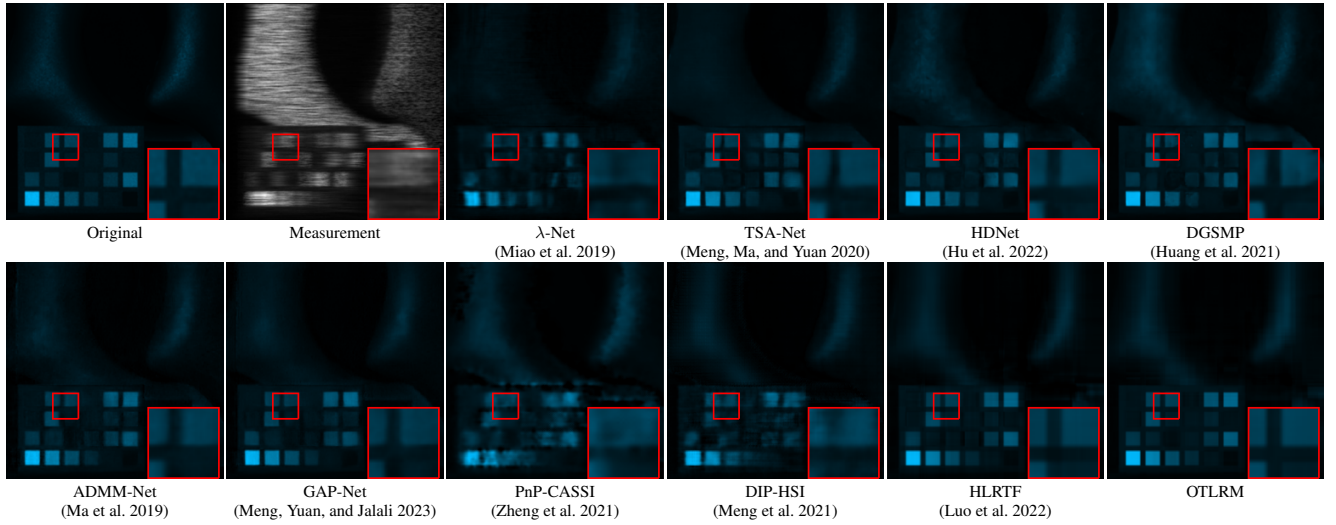 Original
Measurement
λ-Net
(Miao et al. 2019)
TSA-Net
(Meng, Ma, and Yuan 2020)
HDNet
(Hu et al. 2022)
DGSMP
(Huang et al. 2021)
ADMM-Net
(Ma et al. 2019)
GAP-Net
(Meng, Yuan, and Jalali 2023)
PnP-CASSI
(Zheng et al. 2021)
DIP-HSI
(Meng et al. 2021)
HLRTF
(Luo et al. 2022)
OTLRM